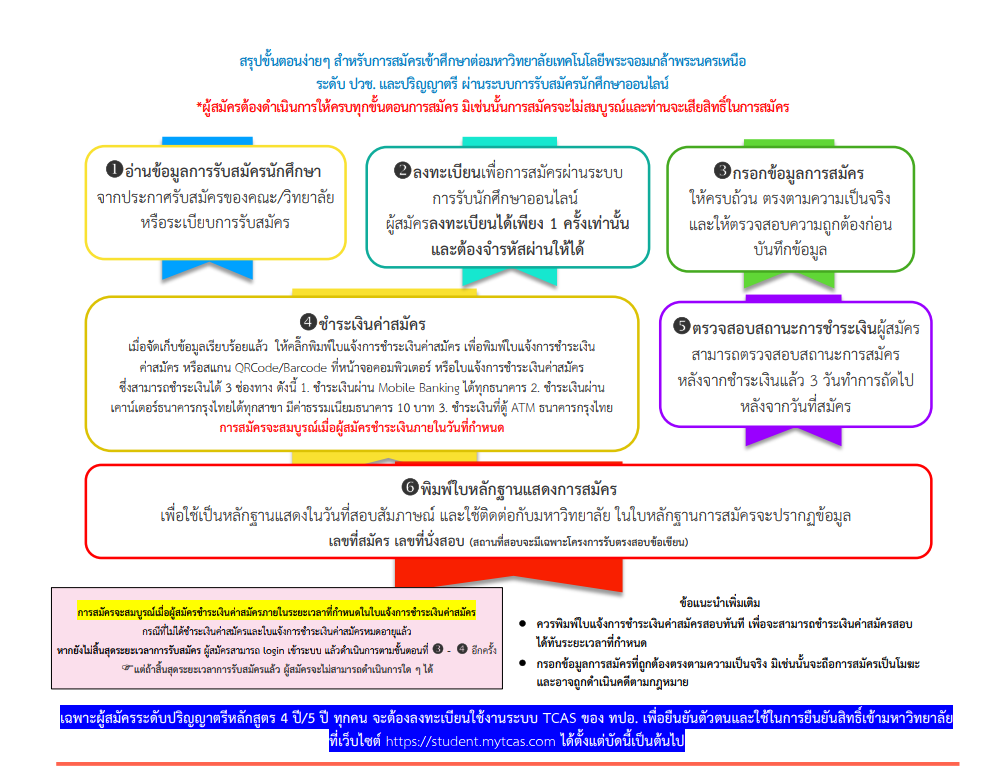 สรุปขั้นตอนง่ายๆ สำหรับการสมัครเข้าศึกษาต่อมหาวิทยาลัยเทคโนโลยีพระจอมเกล้าพระนครเหนือ
ระดับ ปวช. และปริญญาตรี ผ่านระบบการรับสมัครนักศึกษาออนไลน์
*ผู้สมัครต้องดำเนินการให้ครบทุกขั้นตอนการสมัคร มิเช่นนั้นการสมัครจะไม่สมบูรณ์และท่านจะเสียสิทธิ์ในการสมัคร
❶อ่านข้อมูลการรับสมัครนักศึกษา
จากประกาศรับสมัครของคณะ/วิทยาลัย
หรือระเบียบการรับสมัคร
❷ลงทะเบียนเพื่อการสมัครผ่านระบบ
การรับนักศึกษาออนไลน์
ผู้สมัครลงทะเบียนได้เพียง 1 ครั้งเท่านั้น
และต้องจำรหัสผ่านให้ได้
❸กรอกข้อมูลการสมัคร
ให้ครบถ้วน ตรงตามความเป็นจริง
และให้ตรวจสอบความถูกต้องก่อน
บันทึกข้อมูล
❹ชำระเงินค่าสมัคร
เมื่อจัดเก็บข้อมูลเรียบร้อยแล้ว ให้คลิ๊กพิมพ์ใบแจ้งการชำระเงินค่าสมัคร เพื่อพิมพ์ใบแจ้งการชำระเงิน
ค่าสมัคร หรือสแกน QRCode/Barcode ที่หน้าจอคอมพิวเตอร์ หรือใบแจ้งการชำระเงินค่าสมัคร
ซึ่งสามารถชำระเงินได้ 3 ช่องทาง ดังนี้ 1. ชำระเงินผ่าน Mobile Banking ได้ทุกธนาคาร 2. ชำระเงินผ่าน
เคาน์เตอร์ธนาคารกรุงไทยได้ทุกสาขา มีค่าธรรมเนียมธนาคาร 10 บาท 3. ชำระเงินที่ตู้ ATM ธนาคารกรุงไทย
การสมัครจะสมบูรณ์เมื่อผู้สมัครชำระเงินภายในวันที่กำหนด
❺ตรวจสอบสถานะการชำระเงินผู้สมัคร
สามารถตรวจสอบสถานะการสมัคร
หลังจากชำระเงินแล้ว 3 วันทำการถัดไป
หลังจากวันที่สมัคร
❻พิมพ์ใบหลักฐานแสดงการสมัคร
เพื่อใช้เป็นหลักฐานแสดงในวันที่สอบสัมภาษณ์ และใช้ติดต่อกับมหาวิทยาลัย ในใบหลักฐานการสมัครจะปรากฏข้อมูล
เลขที่สมัคร เลขที่นั่งสอบ (สถานที่สอบจะมีเฉพาะโครงการรับตรงสอบข้อเขียน)
การสมัครจะสมบูรณ์เมื่อผู้สมัครชำระเงินค่าสมัครภายในระยะเวลาที่กำหนดในใบแจ้งการชำระเงินค่าสมัคร
กรณีที่ไม่ได้ชำระเงินค่าสมัครและใบแจ้งการชำระเงินค่าสมัครหมดอายุแล้ว
หากยังไม่สิ้นสุดระยะเวลาการรับสมัคร ผู้สมัครสามารถ login เข้าระบบ แล้วดำเนินการตามขั้นตอนที่ ❸ - ❹ อีกครั้ง
☞แต่ถ้าสิ้นสุดระยะเวลาการรับสมัครแล้ว ผู้สมัครจะไม่สามารถดำเนินการใด ๆ ได้
ข้อแนะนำเพิ่มเติม
● ควรพิมพ์ใบแจ้งการชำระเงินค่าสมัครสอบทันที เพื่อจะสามารถชำระเงินค่าสมัครสอบ
ได้ทันระยะเวลาที่กำหนด
● กรอกข้อมูลการสมัครที่ถูกต้องตรงตามความเป็นจริง มิเช่นนั้นจะถือการสมัครเป็นโมฆะ
และอาจถูกดำเนินคดีตามกฎหมาย
เฉพาะผู้สมัครระดับปริญญาตรีหลักสูตร 4 ปี/5 ปี ทุกคน จะต้องลงทะเบียนใช้งานระบบ TCAS ของ ทปอ. เพื่อยืนยันตัวตนและใช้ในการยืนยันสิทธิ์เข้ามหาวิทยาลัย
ที่เว็บไซต์ https://student.mytcas.com ได้ตั้งแต่บัดนี้เป็นต้นไป